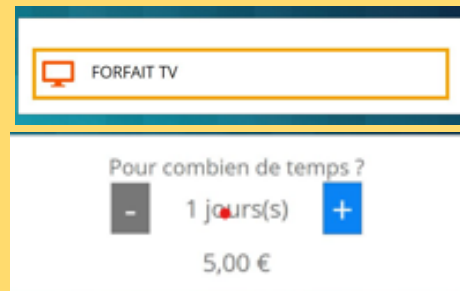 FORFAIT TV
Pour combien de temps ?
- 1 jours(s) +
5,00 €